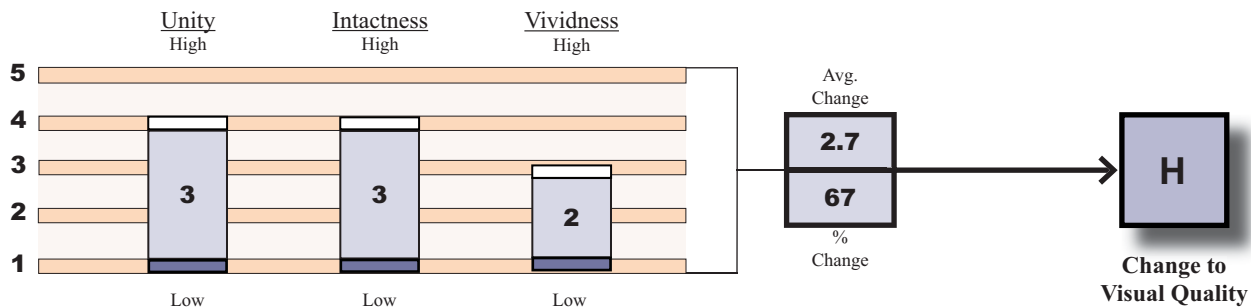 Unity
High
Intactness
High
Vividness
High
5
4
3
2
1
3
3
2
Low
Low
Low
Avg.
Change
2.7
67
%
Change
H
Change to
Visual Quality